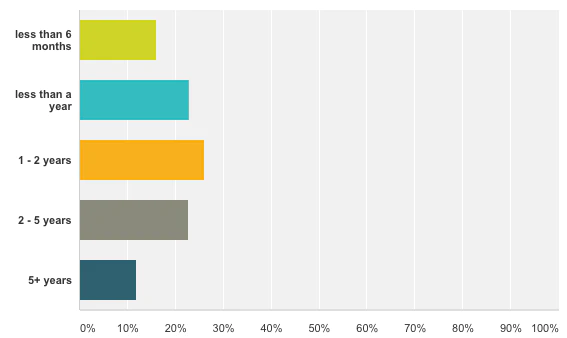 less than 6
months
less than a
year
1 - 2 years
2 - 5 years
5+ years
0% 10% 20% 30% 40% 50% 60% 70% 80% 90% 100%